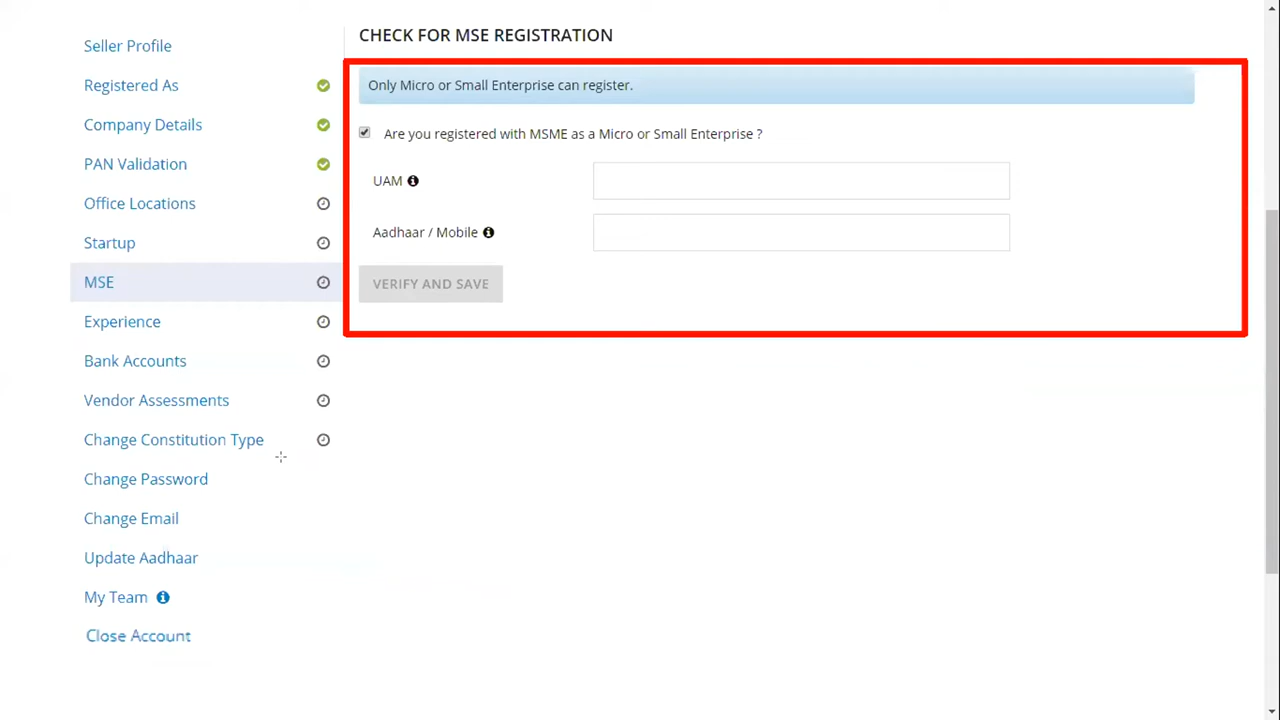 CHECK FOR MSE REGISTRATION
Seller Profile
Registered As
Company Details
PAN Validation
Office Locations
Startup
MSE
Experience
Bank Accounts
Vendor Assessments
Change Constitution Type
Change Password
Change Email
Update Aadhaar
My Team
Close Account
Only Micro or Small Enterprise can register.
Are you registered with MSME as a Micro or Small Enterprise ?
UAM
Aadhaar / Mobile
VERIFY AND SAVE